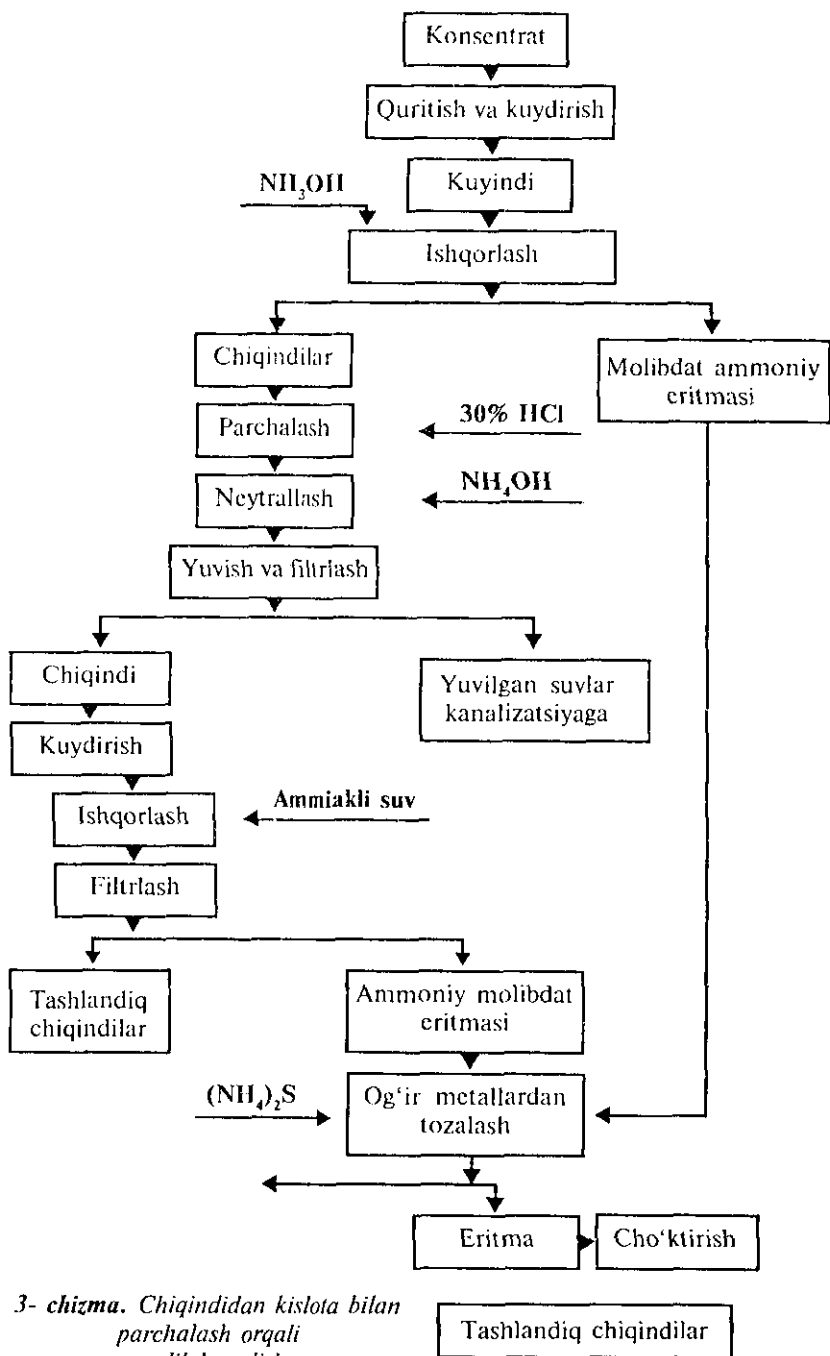 Konsentrat
Quritish va kuydirish
Kuyindi
NH₃OH
Ishqorlash
Chiqindilar
Molibdat ammoniy
eritmasi
Parchalash
30% HCl
Neytrallash
NH₄OH
Yuvish va filtrlash
Chiqindi
Yuvilgan suvlar
kanalizatsiyaga
Kuydirish
Ishqorlash
Ammiakli suv
Filtrlash
Tashlandiq
chiqindilar
Ammoniy molibdat
eritmasi
(NH₄)₂S
Og‘ir metallardan
tozalash
Eritma
Cho‘ktirish
3- chizma. Chiqindidan kislota bilan
parchalash orqali
Tashlandiq chiqindilar